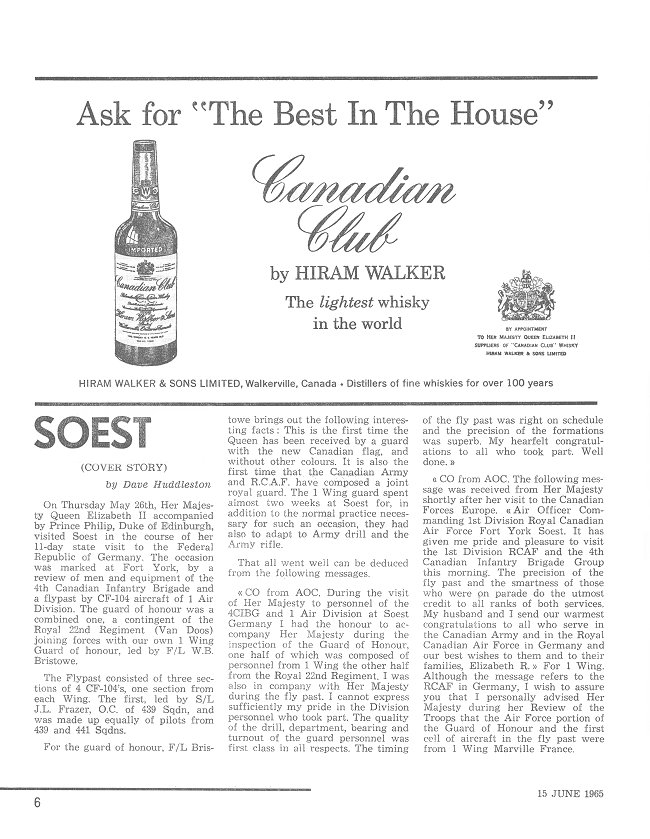 Ask for "The Best In The House"
IMPORTED
Canadian Club
Canadian
Club
by HIRAM WALKER
The lightest whisky
in the world
BY APPOINTMENT
TO HER MAJESTY QUEEN ELIZABETH II
SUPPLIERS OF "CANADIAN CLUB" WHISKY
HIRAM WALKER & SONS LIMITED
HIRAM WALKER & SONS LIMITED, Walkerville, Canada • Distillers of fine whiskies for over 100 years
SOEST
(COVER STORY)
by Dave Huddleston
On Thursday May 26th, Her Majes-
ty Queen Elizabeth II accompanied
by Prince Philip, Duke of Edinburgh,
visited Soest in the course of her
11-day state visit to the Federal
Republic of Germany. The occasion
was marked at Fort York, by a
review of men and equipment of the
4th Canadian Infantry Brigade and
a flypast by CF-104 aircraft of 1 Air
Division. The guard of honour was a
combined one, a contingent of the
Royal 22nd Regiment (Van Doos)
joining forces with our own 1 Wing
Guard of honour, led by F/L W.B.
Bristowe.
The Flypast consisted of three sec-
tions of 4 CF-104's, one section from
each Wing. The first, led by S/L
J.L. Frazer, O.C. of 439 Sqdn, and
was made up equally of pilots from
439 and 441 Sqdns.
For the guard of honour, F/L Bris-
towe brings out the following interes-
ting facts : This is the first time the
Queen has been received by a guard
with the new Canadian flag, and
without other colours. It is also the
first time that the Canadian Army
and R.C.A.F. have composed a joint
royal guard. The 1 Wing guard spent
almost two weeks at Soest for, in
addition to the normal practice neces-
sary for such an occasion, they had
also to adapt to Army drill and the
Army rifle.
That all went well can be deduced
from the following messages.
« CO from AOC. During the visit
of Her Majesty to personnel of the
4CIBG and 1 Air Division at Soest
Germany I had the honour to ac-
company Her Majesty during the
inspection of the Guard of Honour,
one half of which was composed of
personnel from 1 Wing the other half
from the Royal 22nd Regiment. I was
also in company with Her Majesty
during the fly past. I cannot express
sufficiently my pride in the Division
personnel who took part. The quality
of the drill, department, bearing and
turnout of the guard personnel was
first class in all respects. The timing
of the fly past was right on schedule
and the precision of the formations
was superb. My hearfelt congratul-
ations to all who took part. Well
done. »
« CO from AOC. The following mes-
sage was received from Her Majesty
shortly after her visit to the Canadian
Forces Europe. « Air Officer Com-
manding 1st Division Royal Canadian
Air Force Fort York Soest. It has
given me pride and pleasure to visit
the 1st Division RCAF and the 4th
Canadian Infantry Brigade Group
this morning. The precision of the
fly past and the smartness of those
who were on parade do the utmost
credit to all ranks of both services.
My husband and I send our warmest
congratulations to all who serve in
the Canadian Army and in the Royal
Canadian Air Force in Germany and
our best wishes to them and to their
families, Elizabeth R. » For 1 Wing.
Although the message refers to the
RCAF in Germany, I wish to assure
you that I personally advised Her
Majesty during her Review of the
Troops that the Air Force portion of
the Guard of Honour and the first
cell of aircraft in the fly past were
from 1 Wing Marville France.
6
15 JUNE 1965